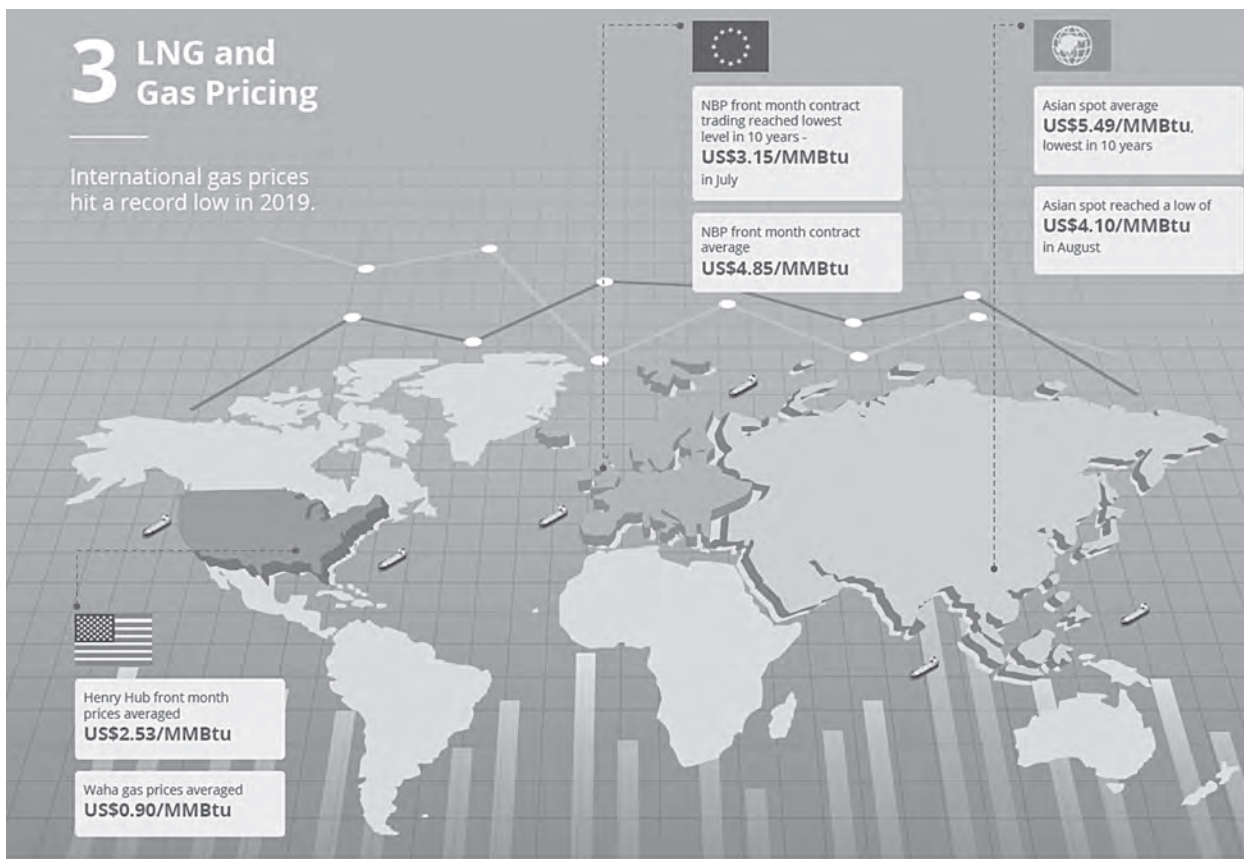 3 LNG and
Gas Pricing
International gas prices
hit a record low in 2019.
NBP front month contract
trading reached lowest
level in 10 years -
US$3.15/MMBtu
in July
NBP front month contract
average
US$4.85/MMBtu
Asian spot average
US$5.49/MMBtu,
lowest in 10 years
Asian spot reached a low of
US$4.10/MMBtu
in August
Henry Hub front month
prices averaged
US$2.53/MMBtu
Waha gas prices averaged
US$0.90/MMBtu